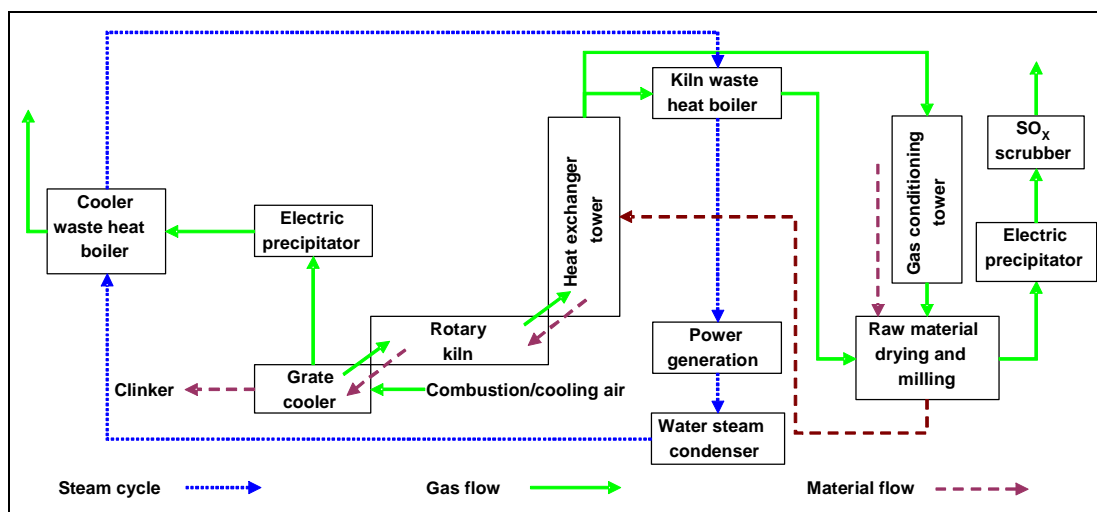 Kiln waste
heat boiler
SO_X
scrubber
Cooler
waste heat
boiler
Electric
precipitator
Heat exchanger
tower
Gas conditioning
tower
Electric
precipitator
Rotary
kiln
Power
generation
Raw material
drying and
milling
Clinker
Grate
cooler
Combustion/cooling air
Water steam
condenser
Steam cycle
Gas flow
Material flow